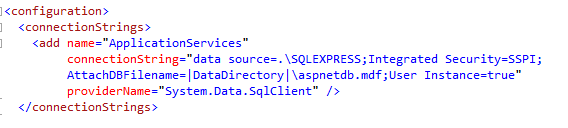 <configuration>
<connectionStrings>
<add name="ApplicationServices"
connectionString="data source=.\SQLEXPRESS;Integrated Security=SSPI;
AttachDBFilename=|DataDirectory|\aspnetdb.mdf;User Instance=true"
providerName="System.Data.SqlClient" />
</connectionStrings>